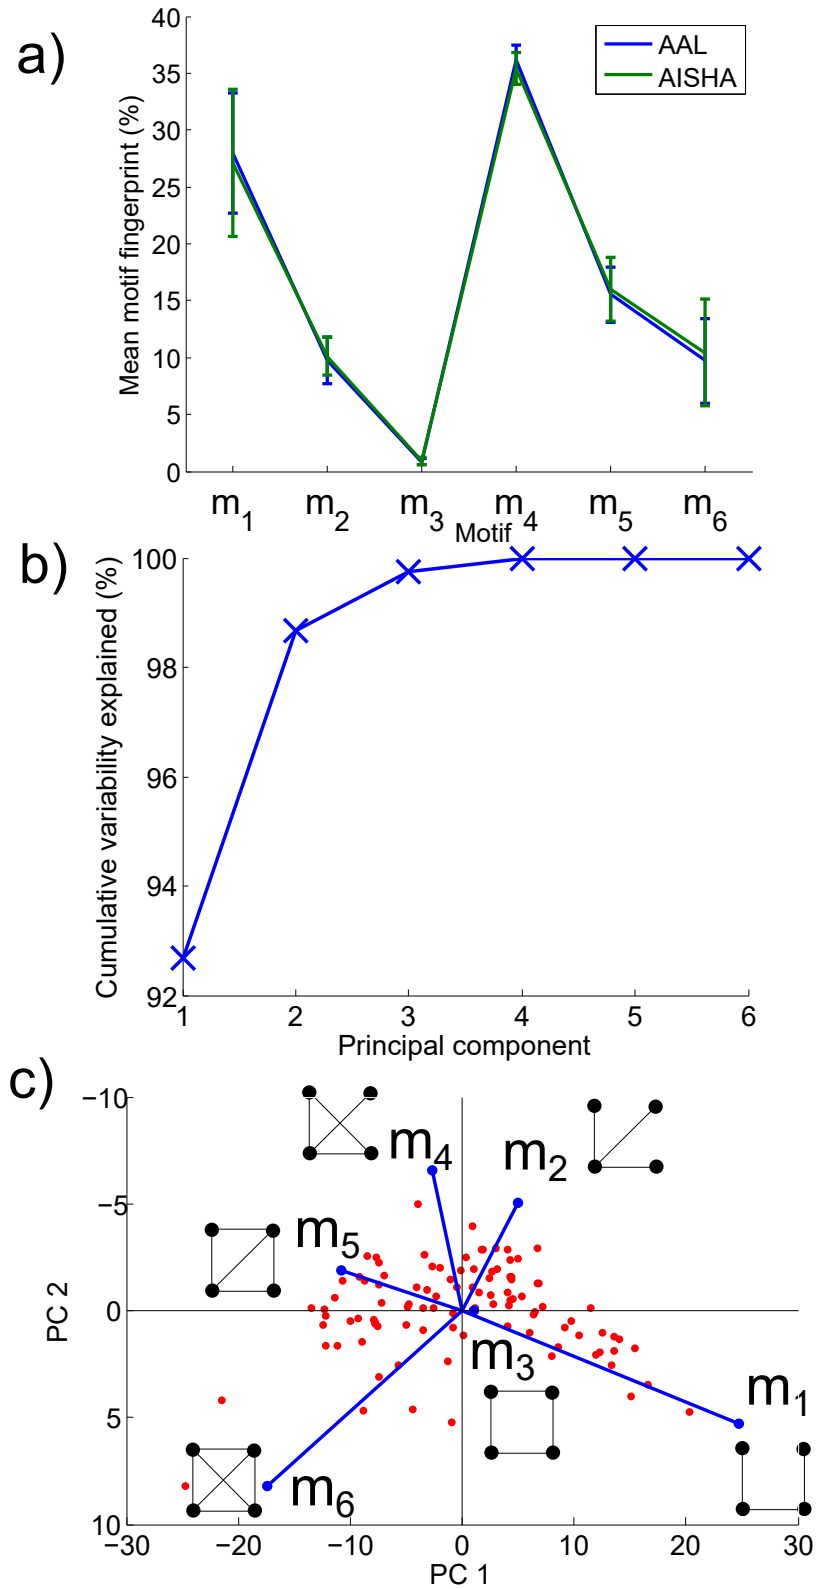 a)
Mean motif fingerprint (%)
40
35
30
25
20
15
10
5
0
AAL
AISHA
m1 m2 m3 m4 m5 m6
Motif
b)
Cumulative variability explained (%)
100
98
96
94
92
1 2 3 4 5 6
Principal component
c)
PC 2
−10
−5
0
5
10
m4
m2
m5
m3
m1
m6
−30 −20 −10 0 10 20 30
PC 1